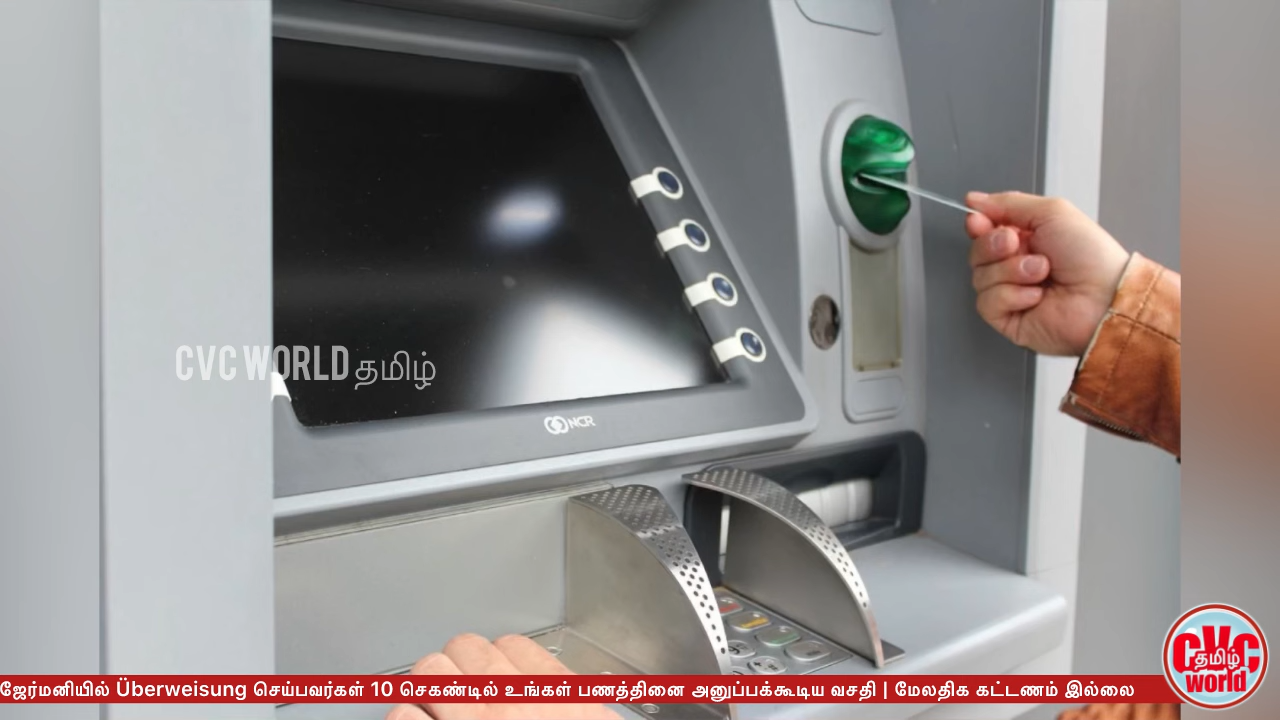 CVC WORLD தமிழ்
NCR
CVC
தமிழ்
world
ஜேர்மனியில் Überweisung செய்பவர்கள் 10 செகண்டில் உங்கள் பணத்தினை அனுப்பக்கூடிய வசதி | மேலதிக கட்டணம் இல்லை